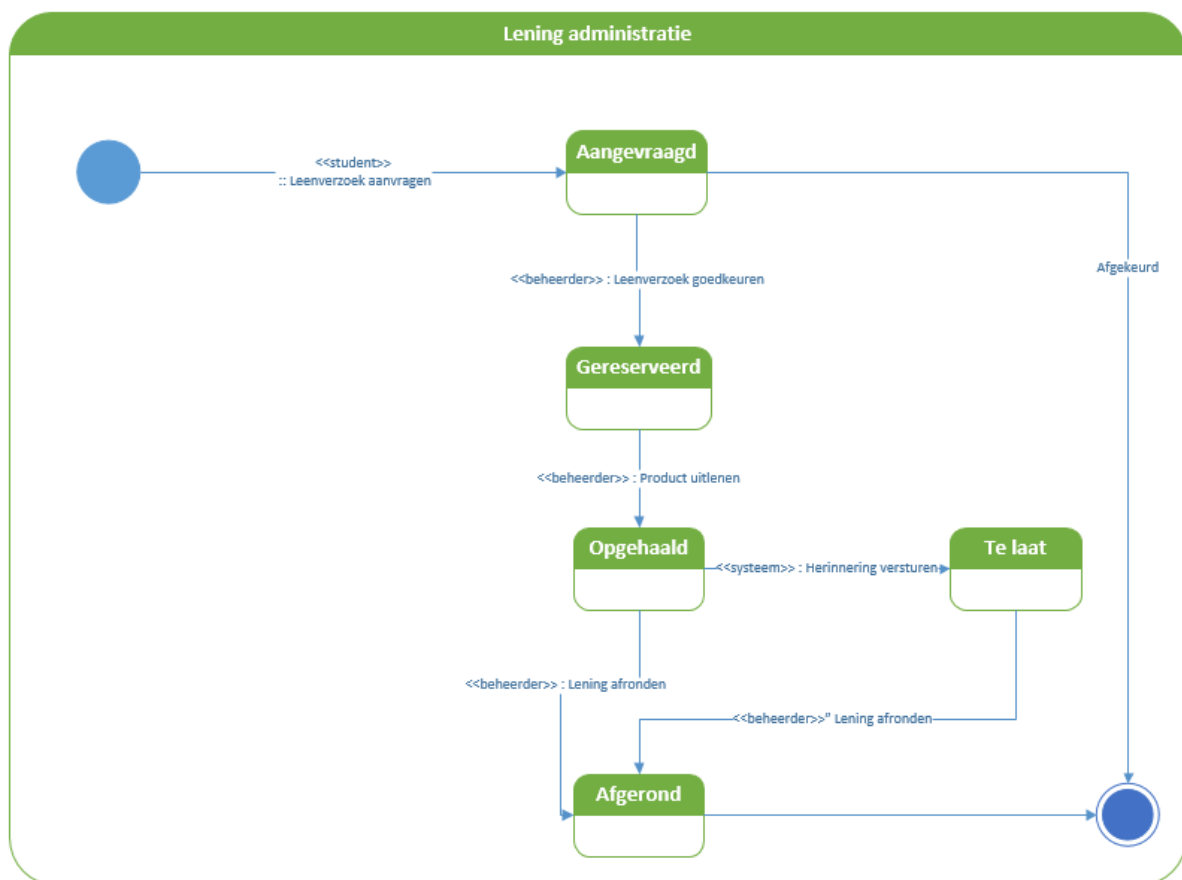 Lening administratie
Aangevraagd
<<student>>
:: Leenverzoek aanvragen
Afgekeurd
<<beheerder>> : Leenverzoek goedkeuren
Gereserveerd
<<beheerder>> : Product uitlenen
Opgehaald
<<systeem>> : Herinnering versturen
Te laat
<<beheerder>> : Lening afronden
<<beheerder>>" Lening afronden
Afgerond